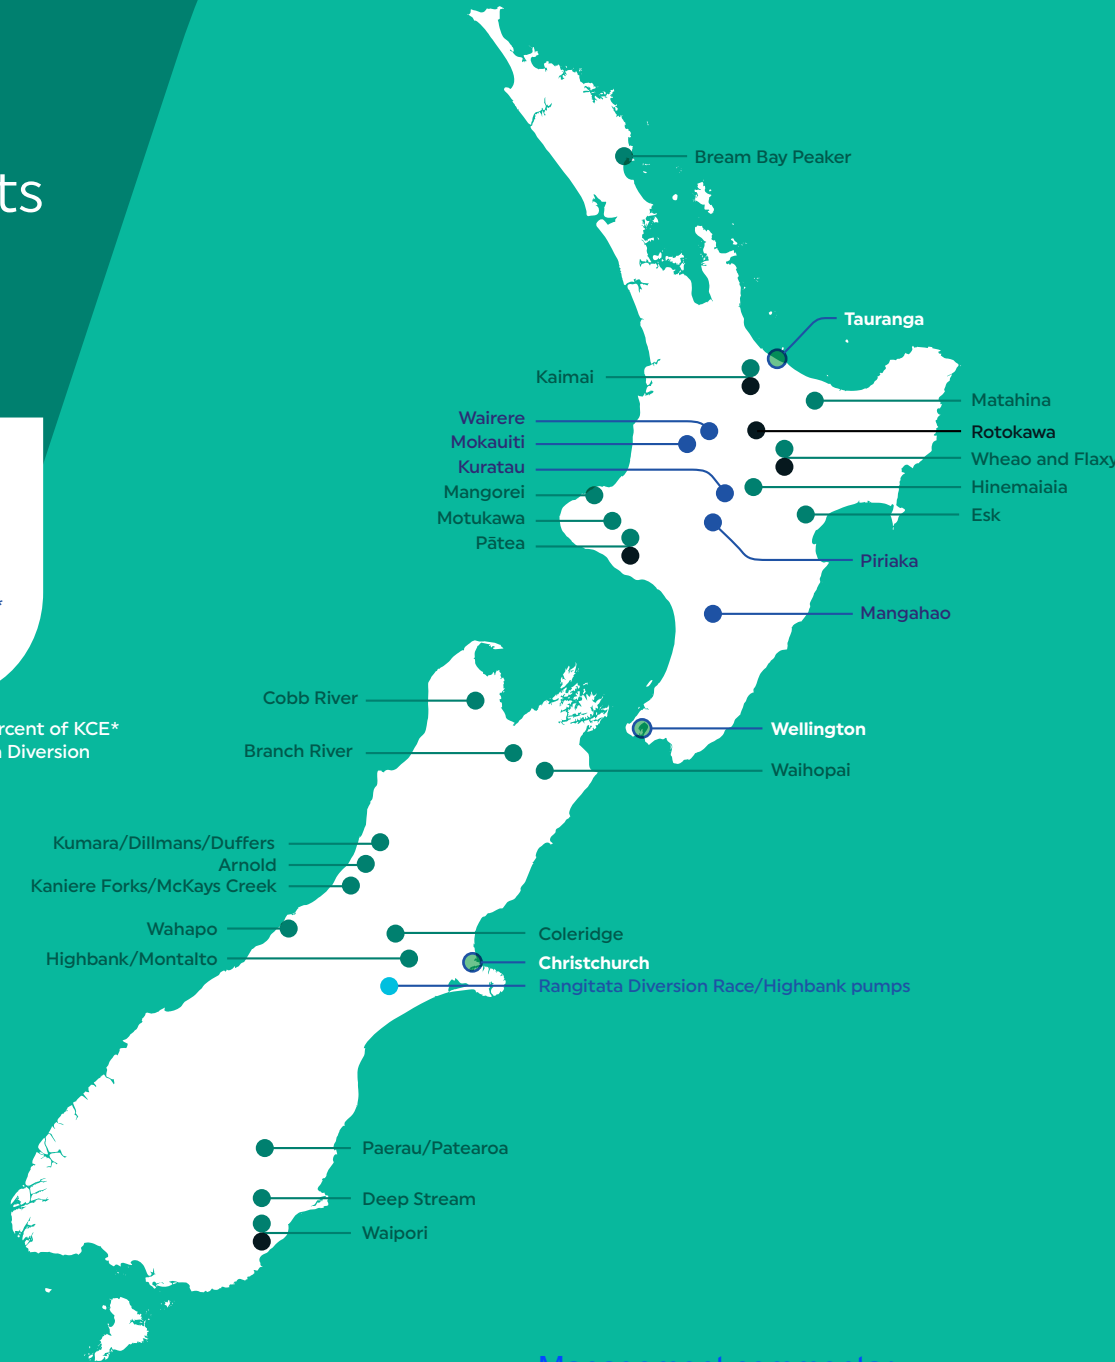 ts
Bream Bay Peaker
Tauranga
Kaimai
Matahina
Wairere
Rotokawa
Mokauiti
Wheao and Flaxy
Kuratau
Hinemaiaia
Mangorei
Motukawa
Esk
Pātea
Piriaka
Mangahao
*
Cobb River
rcent of KCE*
Wellington
Diversion
Branch River
Waihopai
Kumara/Dillmans/Duffers
Arnold
Kaniere Forks/McKays Creek
Wahapo
Coleridge
Highbank/Montalto
Christchurch
Rangitata Diversion Race/Highbank pumps
Paerau/Patearoa
Deep Stream
Waipori